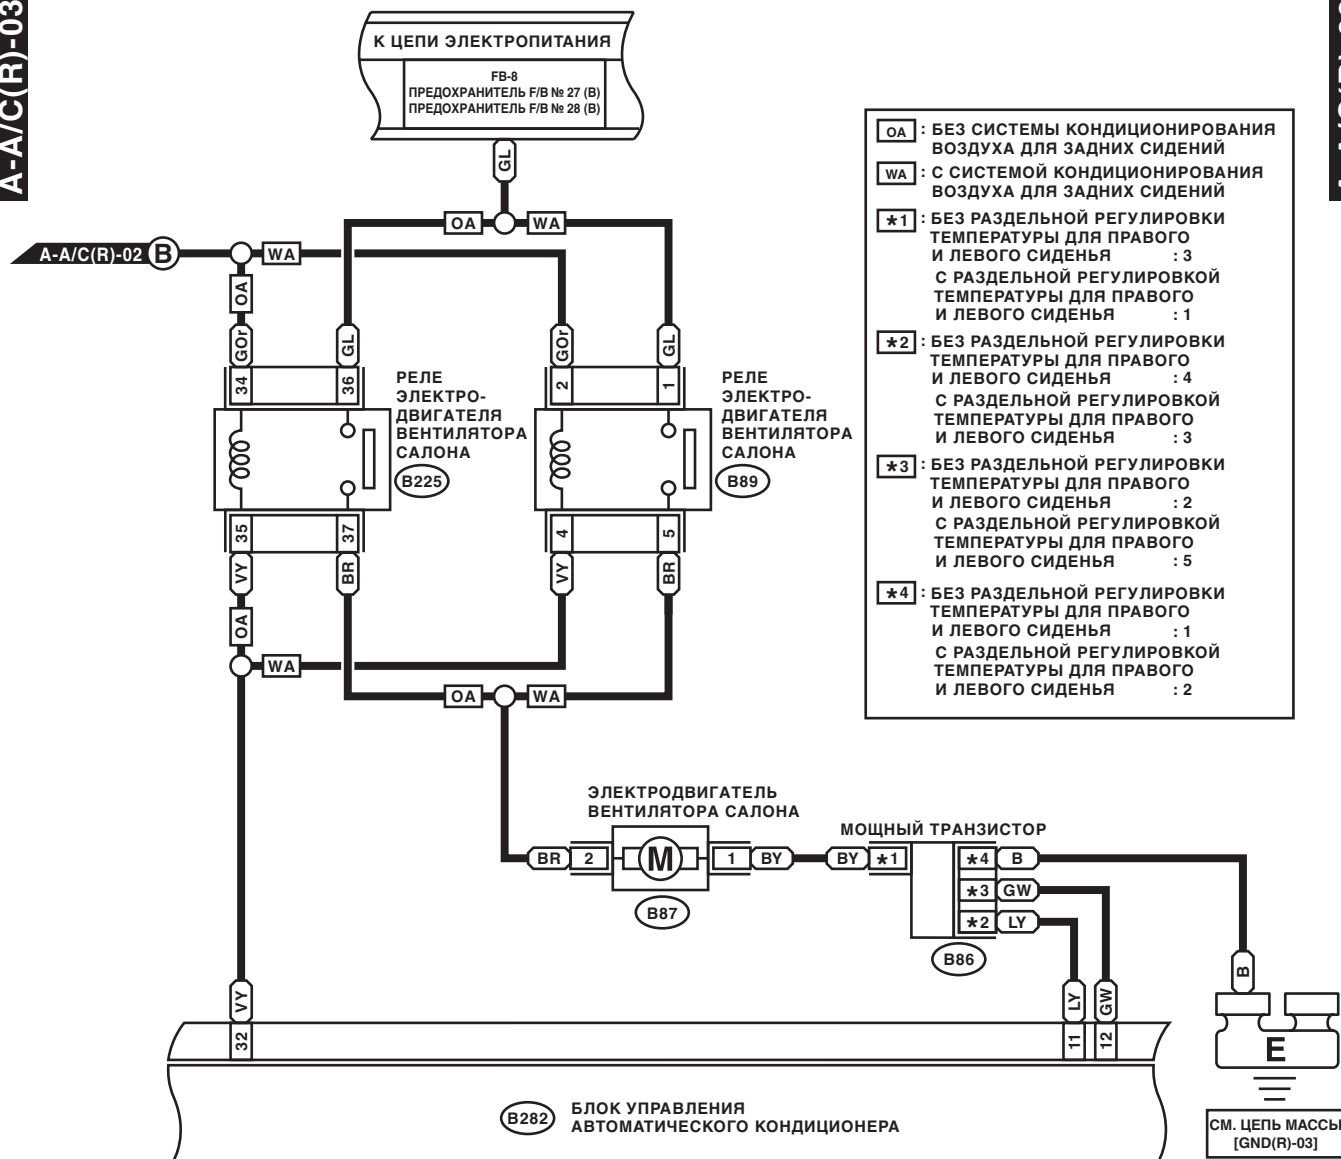 A-A/C(R)-03
К ЦЕПИ ЭЛЕКТРОПИТАНИЯ
FB-8
ПРЕДОХРАНИТЕЛЬ F/B № 27 (B)
ПРЕДОХРАНИТЕЛЬ F/B № 28 (B)
GL
OA
WA
A-A/C(R)-02
B
WA
OA
GOr
GL
GOr
GL
34
36
2
1
РЕЛЕ
ЭЛЕКТРО-
ДВИГАТЕЛЯ
ВЕНТИЛЯТОРА
САЛОНА
B225
РЕЛЕ
ЭЛЕКТРО-
ДВИГАТЕЛЯ
ВЕНТИЛЯТОРА
САЛОНА
B89
35
37
4
5
VY
BR
VY
BR
OA
WA
OA
WA
OA : БЕЗ СИСТЕМЫ КОНДИЦИОНИРОВАНИЯ
ВОЗДУХА ДЛЯ ЗАДНИХ СИДЕНИЙ
WA : С СИСТЕМОЙ КОНДИЦИОНИРОВАНИЯ
ВОЗДУХА ДЛЯ ЗАДНИХ СИДЕНИЙ
*1 : БЕЗ РАЗДЕЛЬНОЙ РЕГУЛИРОВКИ
ТЕМПЕРАТУРЫ ДЛЯ ПРАВОГО
И ЛЕВОГО СИДЕНЬЯ : 3
С РАЗДЕЛЬНОЙ РЕГУЛИРОВКОЙ
ТЕМПЕРАТУРЫ ДЛЯ ПРАВОГО
И ЛЕВОГО СИДЕНЬЯ : 1
*2 : БЕЗ РАЗДЕЛЬНОЙ РЕГУЛИРОВКИ
ТЕМПЕРАТУРЫ ДЛЯ ПРАВОГО
И ЛЕВОГО СИДЕНЬЯ : 4
С РАЗДЕЛЬНОЙ РЕГУЛИРОВКОЙ
ТЕМПЕРАТУРЫ ДЛЯ ПРАВОГО
И ЛЕВОГО СИДЕНЬЯ : 3
*3 : БЕЗ РАЗДЕЛЬНОЙ РЕГУЛИРОВКИ
ТЕМПЕРАТУРЫ ДЛЯ ПРАВОГО
И ЛЕВОГО СИДЕНЬЯ : 2
С РАЗДЕЛЬНОЙ РЕГУЛИРОВКОЙ
ТЕМПЕРАТУРЫ ДЛЯ ПРАВОГО
И ЛЕВОГО СИДЕНЬЯ : 5
*4 : БЕЗ РАЗДЕЛЬНОЙ РЕГУЛИРОВКИ
ТЕМПЕРАТУРЫ ДЛЯ ПРАВОГО
И ЛЕВОГО СИДЕНЬЯ : 1
С РАЗДЕЛЬНОЙ РЕГУЛИРОВКОЙ
ТЕМПЕРАТУРЫ ДЛЯ ПРАВОГО
И ЛЕВОГО СИДЕНЬЯ : 2
ЭЛЕКТРОДВИГАТЕЛЬ
ВЕНТИЛЯТОРА САЛОНА
BR 2 M 1 BY
B87
МОЩНЫЙ ТРАНЗИСТОР
BY *1
*4 B
*3 GW
*2 LY
B86
VY
LY
GW
B
32
11
12
E
B282
БЛОК УПРАВЛЕНИЯ
АВТОМАТИЧЕСКОГО КОНДИЦИОНЕРА
СМ. ЦЕПЬ МАССЫ
[GND(R)-03]